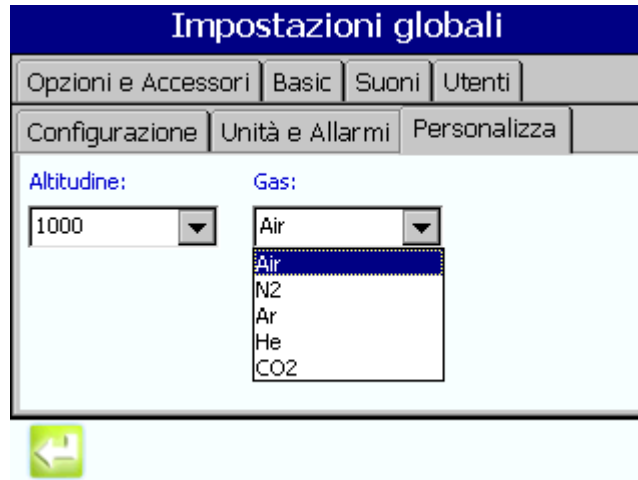 Impostazioni globali
Opzioni e Accessori Basic Suoni Utenti
Configurazione Unità e Allarmi Personalizza
Altitudine: Gas:
1000 Air
Air
N2
Ar
He
CO2